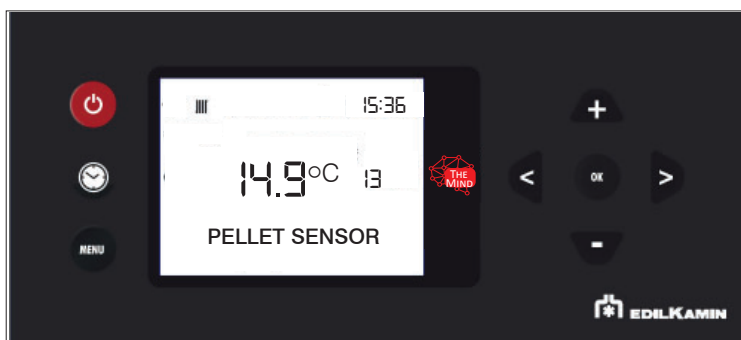 15:36
14.9°C 13
THE
MIND
< OK >
MENU
PELLET SENSOR
+
-
EDILKAMIN